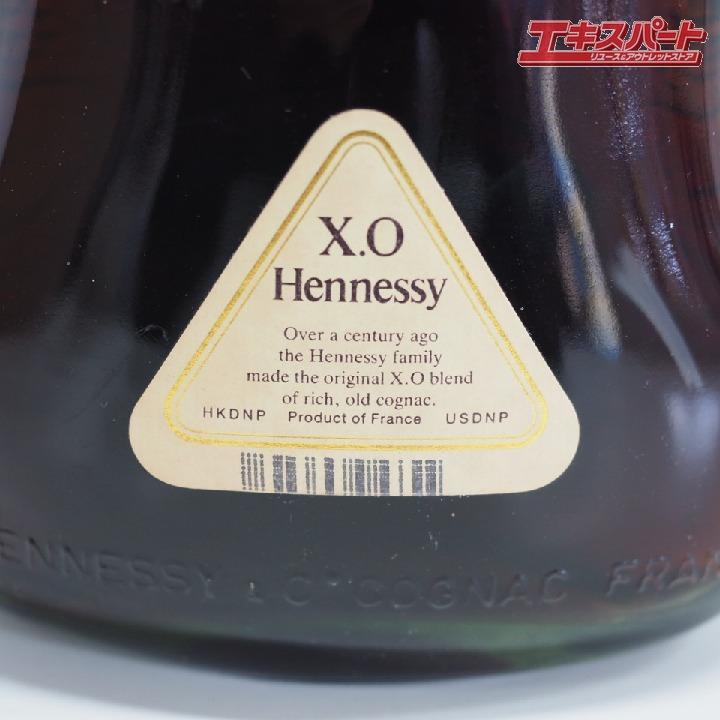 エキスパート
リユース&アウトレットストア
X.O
Hennessy
Over a century ago
the Hennessy family
made the original X.O blend
of rich, old cognac.
HKDNP Product of France USDNP
ENNESSY & Cº COGNAC FRAN